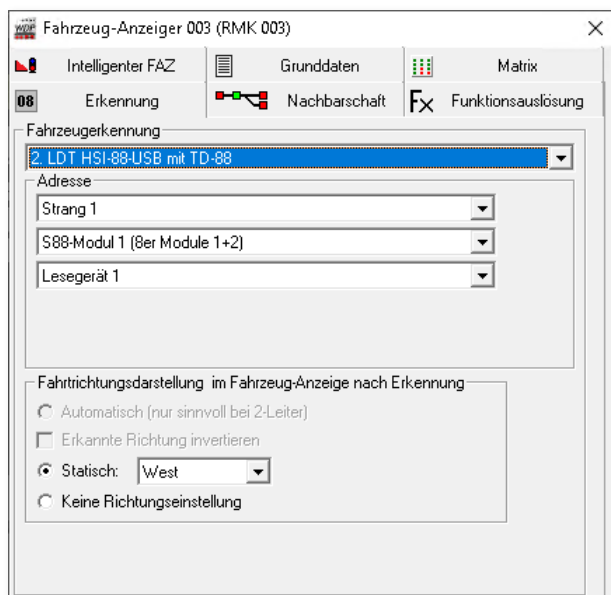 WDP Fahrzeug-Anzeiger 003 (RMK 003)
Intelligenter FAZ Grunddaten Matrix
08 Erkennung Nachbarschaft Fx Funktionsauslösung
Fahrzeugerkennung
2. LDT HSI-88-USB mit TD-88
Adresse
Strang 1
S88-Modul 1 (8er Module 1+2)
Lesegerät 1
Fahrtrichtungsdarstellung im Fahrzeug-Anzeige nach Erkennung
Automatisch (nur sinnvoll bei 2-Leiter)
Erkannte Richtung invertieren
Statisch: West
Keine Richtungseinstellung